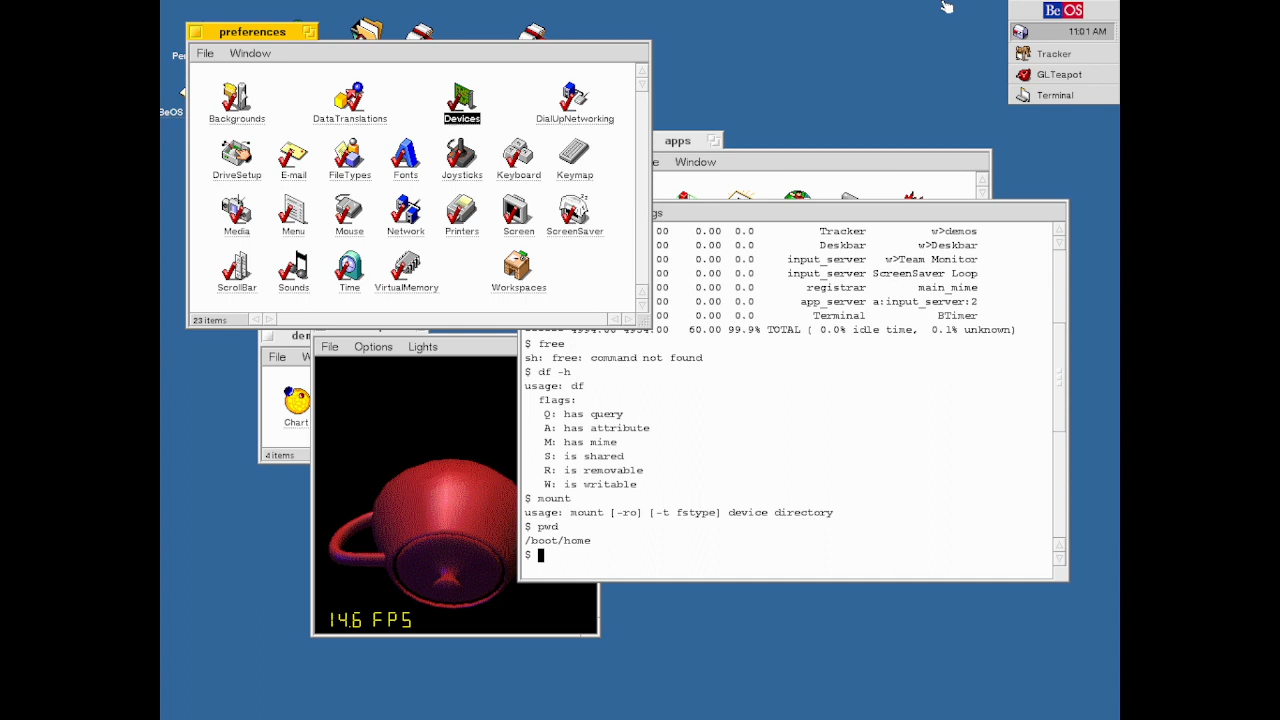 preferences
File Window
Backgrounds DataTranslations Devices DialUpNetworking
DriveSetup E-mail FileTypes Fonts Joysticks Keyboard Keymap
Media Menu Mouse Network Printers Screen ScreenSaver
ScrollBar Sounds Time VirtualMemory Workspaces
23 items
BeOS
11:01 AM
Tracker
GLTeapot
Terminal
BeOS
apps
Window
00 0.00 0.0 Tracker w>demos
00 0.00 0.0 Deskbar w>Deskbar
00 0.00 0.0 input_server w>Team Monitor
00 0.00 0.0 input_server ScreenSaver Loop
00 0.00 0.0 registrar main_mime
00 0.00 0.0 app_server a:input_server:2
00 0.00 0.0 Terminal BTimer
60.00 99.9% TOTAL ( 0.0% idle time, 0.1% unknown)
$ free
sh: free: command not found
$ df -h
usage: df
flags:
Q: has query
A: has attribute
M: has mime
S: is shared
R: is removable
W: is writable
$ mount
usage: mount [-ro] [-t fstype] device directory
$ pwd
/boot/home
$
File
Chart
4 items
File Options Lights
14.6 FPS